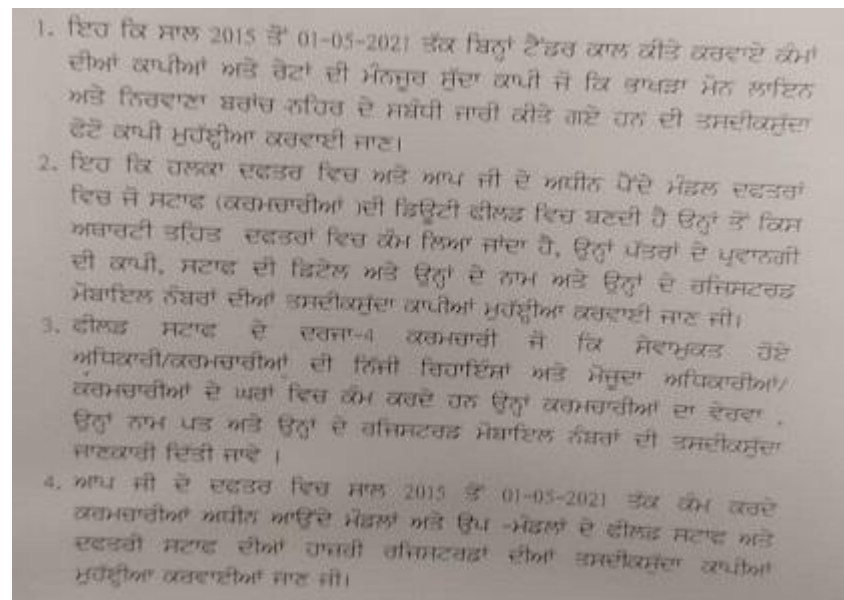 1. ਇਹ ਕਿ ਸਾਲ 2015 ਤੋਂ 01-05-2021 ਤੱਕ ਬਿਨ੍ਹਾਂ ਟੈਂਡਰ ਕਾਲ ਕੀਤੇ ਕਰਵਾਏ ਕੰਮਾਂ
ਦੀਆਂ ਕਾਪੀਆਂ ਅਤੇ ਰੇਟਾਂ ਦੀ ਮੰਨਜੂਰ ਸੁੱਦਾ ਕਾਪੀ ਜੋ ਕਿ ਭਾਖੜਾ ਮੇਨ ਲਾਇਨ
ਅਤੇ ਨਿਰਵਾਣਾ ਬਰਾਂਚ ਨਹਿਰ ਦੇ ਸਬੰਧੀ ਜਾਰੀ ਕੀਤੇ ਗਏ ਹਨ ਦੀ ਤਸਦੀਕਸੁੱਦਾ
ਫੋਟੋ ਕਾਪੀ ਮੁਹੱਈਆ ਕਰਵਾਈ ਜਾਣ।
2. ਇਹ ਕਿ ਹਲਕਾ ਦਫਤਰ ਵਿਚ ਅਤੇ ਆਪ ਜੀ ਦੇ ਅਧੀਨ ਪੈਂਦੇ ਮੰਡਲ ਦਫਤਰਾਂ
ਵਿਚ ਜੋ ਸਟਾਫ (ਕਰਮਚਾਰੀਆਂ )ਦੀ ਡਿਊਟੀ ਫੀਲਡ ਵਿਚ ਬਣਦੀ ਹੈ ਉਨ੍ਹਾਂ ਤੋਂ ਕਿਸ
ਅਥਾਰਟੀ ਤਹਿਤ ਦਫਤਰਾਂ ਵਿਚ ਕੰਮ ਲਿਆ ਜਾਂਦਾ ਹੈ, ਉਨ੍ਹਾਂ ਪੱਤਰਾਂ ਦੇ ਪ੍ਰਵਾਨਗੀ
ਦੀ ਕਾਪੀ, ਸਟਾਫ ਦੀ ਡਿਟੇਲ ਅਤੇ ਉਨ੍ਹਾਂ ਦੇ ਨਾਮ ਅਤੇ ਉਨ੍ਹਾਂ ਦੇ ਰਜਿਸਟਰਡ
ਮੋਬਾਇਲ ਨੰਬਰਾਂ ਦੀਆਂ ਤਸਦੀਕਸੁੱਦਾ ਕਾਪੀਆਂ ਮੁਹੱਈਆ ਕਰਵਾਈ ਜਾਣ ਜੀ।
3. ਫੀਲਡ ਸਟਾਫ ਦੇ ਦਰਜਾ-4 ਕਰਮਚਾਰੀ ਜੋ ਕਿ ਸੇਵਾਮੁਕਤ ਹੋਏ
ਅਧਿਕਾਰੀ/ਕਰਮਚਾਰੀਆਂ ਦੀ ਨਿੱਜੀ ਰਿਹਾਇੰਸ਼ਾਂ ਅਤੇ ਮੌਜੂਦਾ ਅਧਿਕਾਰੀਆਂ/
ਕਰਮਚਾਰੀਆਂ ਦੇ ਘਰਾਂ ਵਿਚ ਕੰਮ ਕਰਦੇ ਹਨ ਉਨ੍ਹਾਂ ਕਰਮਚਾਰੀਆਂ ਦਾ ਵੇਰਵਾ ,
ਉਨ੍ਹਾਂ ਨਾਮ ਪਤ ਅਤੇ ਉਨ੍ਹਾਂ ਦੇ ਰਜਿਸਟਰਡ ਮੋਬਾਇਲ ਨੰਬਰਾਂ ਦੀ ਤਸਦੀਕਸੁੱਦਾ
ਜਾਣਕਾਰੀ ਦਿੱਤੀ ਜਾਵੇ ।
4. ਆਪ ਜੀ ਦੇ ਦਫਤਰ ਵਿਚ ਸਾਲ 2015 ਤੋਂ 01-05-2021 ਤੱਕ ਕੰਮ ਕਰਦੇ
ਕਰਮਚਾਰੀਆਂ ਅਧੀਨ ਆਉਂਦੇ ਮੰਡਲਾਂ ਅਤੇ ਉਪ -ਮੰਡਲਾਂ ਦੇ ਫੀਲਡ ਸਟਾਫ ਅਤੇ
ਦਫਤਰੀ ਸਟਾਫ ਦੀਆਂ ਹਾਜਰੀ ਰਜਿਸਟਰਡਾਂ ਦੀਆਂ ਤਸਦੀਕਸੁੱਦਾ ਕਾਪੀਆਂ
ਮੁਹੱਈਆ ਕਰਵਾਈਆਂ ਜਾਣ ਜੀ।